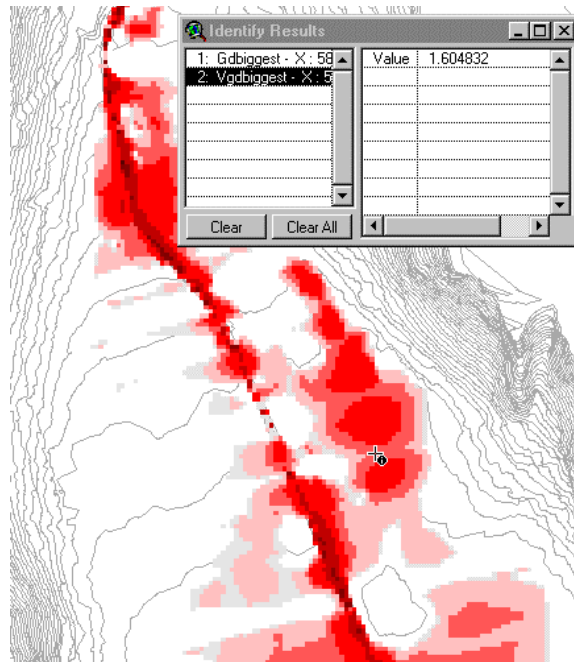 Identify Results
1: Gdbiggest - X : 58
2: Vgdbiggest - X : 5
Value 1.604832
Clear Clear All